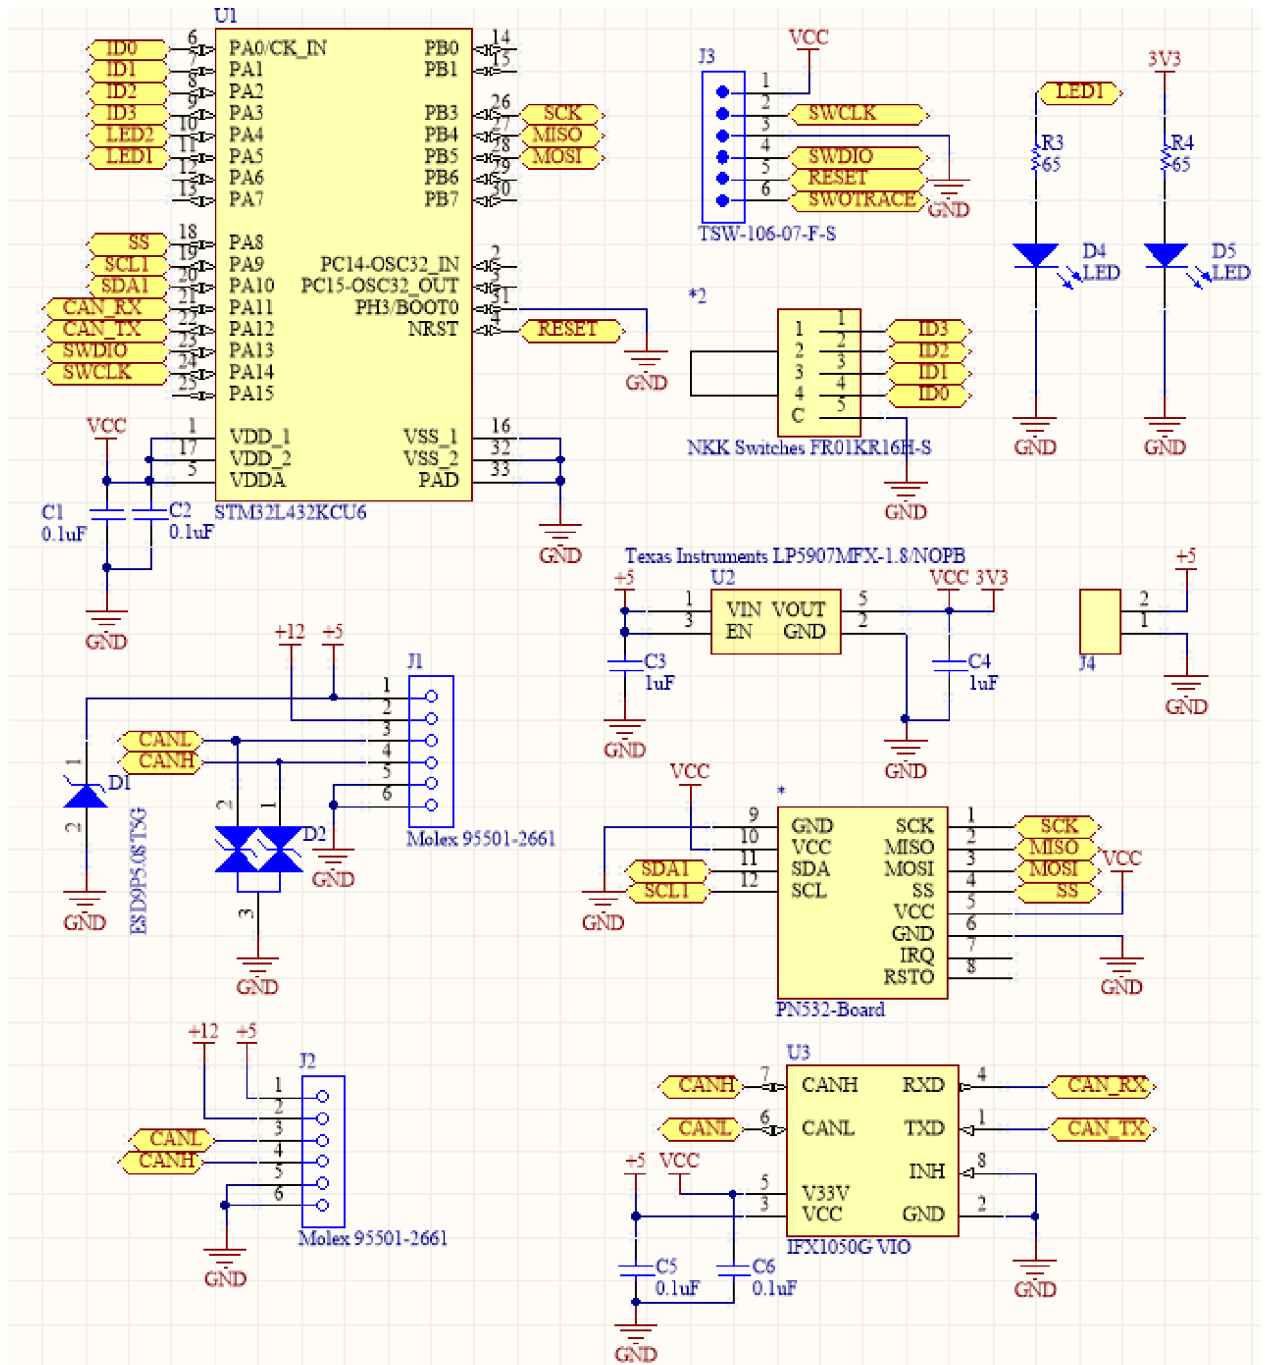 U1
ID0 6 PA0/CK_IN PB0 14
ID1 7 PA1 PB1 15
ID2 8 PA2
ID3 9 PA3 PB3 26 SCK
LED2 10 PA4 PB4 27 MISO
LED1 11 PA5 PB5 28 MOSI
12 PA6 PB6 29
13 PA7 PB7 30
SS 18 PA8
SCL1 19 PA9 PC14-OSC32_IN 2
SDA1 20 PA10 PC15-OSC32_OUT 3
CAN_RX 21 PA11 PH3/BOOT0 31
CAN_TX 22 PA12 NRST 4 RESET
SWDIO 23 PA13
SWCLK 24 PA14
25 PA15
GND
VCC
1 VDD_1 VSS_1 16
17 VDD_2 VSS_2 32
5 VDDA PAD 33
STM32L432KCU6
C1
0.1uF
C2
0.1uF
GND
GND
J3
VCC
1
2 SWCLK
3
4 SWDIO
5 RESET
6 SWOTRACE
GND
TSW-106-07-F-S
LED1
R3
65
D4
LED
GND
3V3
R4
65
D5
LED
GND
*2
1 1 ID3
2 2 ID2
3 3 ID1
4 4 ID0
C 5
NKK Switches FR01KR16H-S
GND
Texas Instruments LP5907MFX-1.8/NOPB
+5
U2
VCC 3V3
1 VIN VOUT 5
3 EN GND 2
C3
1uF
C4
1uF
GND
GND
+5
2
1
J4
GND
+12 +5
J1
1
2
CANL 3
CANH 4
5
6
Molex 95501-2661
1
D1
2
ESD9P5.0ST5G
GND
2 1
D2
3
GND
GND
VCC
*
9 GND SCK 1 SCK
10 VCC MISO 2 MISO
SDA1 11 SDA MOSI 3 MOSI
SCL1 12 SCL SS 4 SS
VCC 5
VCC
GND 6
IRQ 7
RSTO 8
PN532-Board
GND
GND
+12 +5
J2
1
2
CANL 3
CANH 4
5
6
Molex 95501-2661
GND
U3
CANH 7 CANH RXD 4 CAN_RX
CANL 6 CANL TXD 1 CAN_TX
INH 8
+5 VCC
5 V33V
3 VCC GND 2
IFX1050G VIO
C5
0.1uF
C6
0.1uF
GND
GND